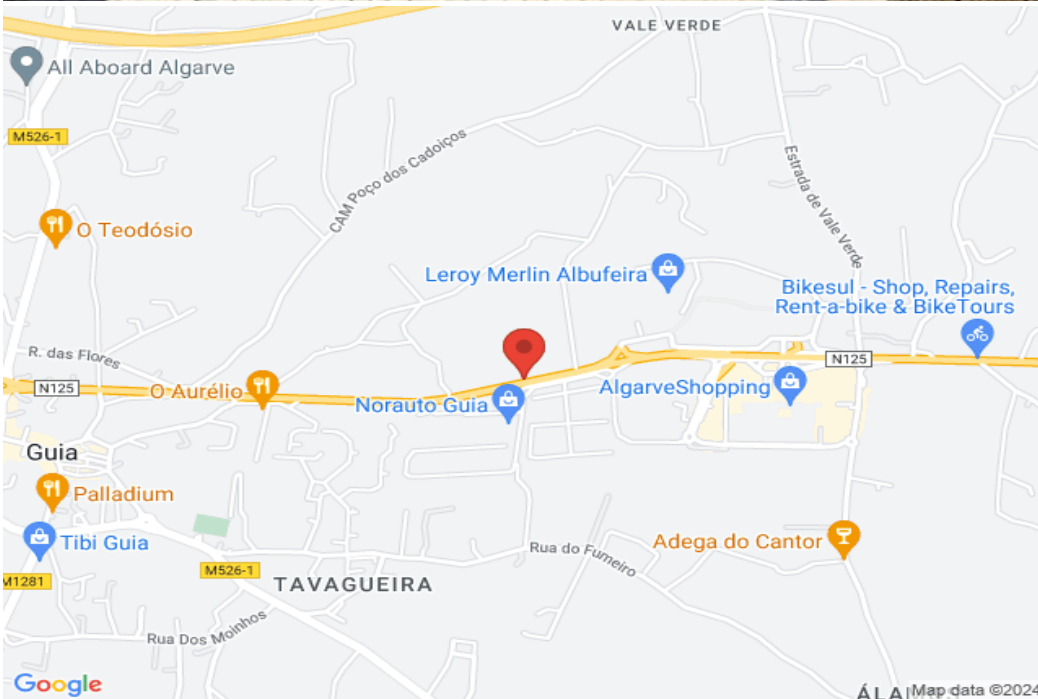 VALE VERDE
All Aboard Algarve
M526-1
CAM Poço dos Cadoiços
Estrada de Vale Verde
O Teodósio
Leroy Merlin Albufeira
Bikesul - Shop, Repairs,
Rent-a-bike & BikeTours
R. das Flores
N125
N125
O Aurélio
AlgarveShopping
Norauto Guia
Guia
Palladium
Tibi Guia
Adega do Cantor
Rua do Fumeiro
M526-1
M1281
TAVAGUEIRA
Rua Dos Moinhos
Google
Map data ©2024